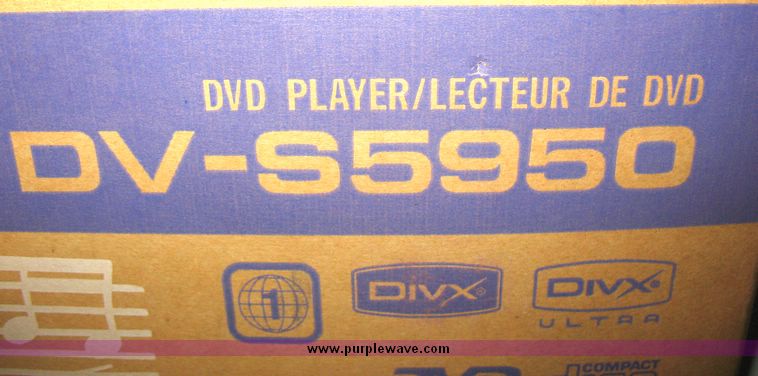 DVD PLAYER/LECTEUR DE DVD
DV-S5950
1
DIVX®
DIVX®
ULTRA
www.purplewave.com
COMPACT